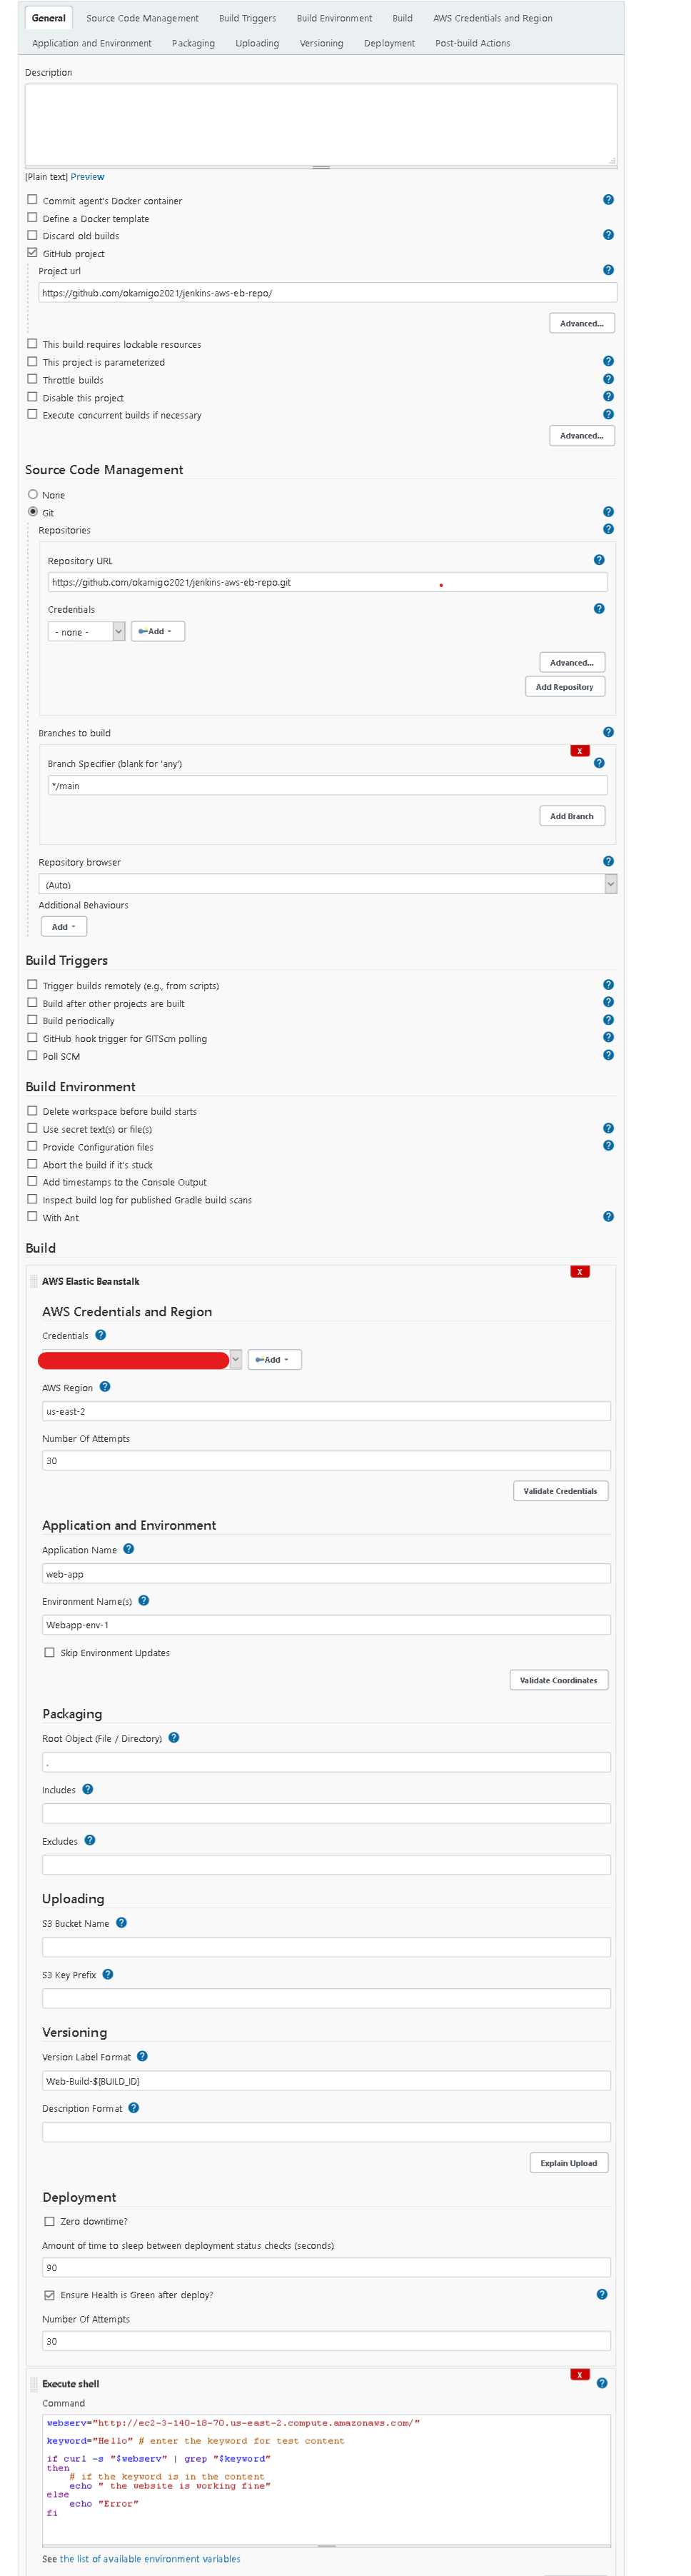 General Source Code Management Build Triggers Build Environment Build AWS Credentials and Region
Application and Environment Packaging Uploading Versioning Deployment Post-build Actions
Description
[Plain text] Preview
Commit agent's Docker container
Define a Docker template
Discard old builds
GitHub project
Project url
https://github.com/okamigo2021/jenkins-aws-eb-repo/
Advanced...
This build requires lockable resources
This project is parameterized
Throttle builds
Disable this project
Execute concurrent builds if necessary
Advanced...
Source Code Management
None
Git
Repositories
Repository URL
https://github.com/okamigo2021/jenkins-aws-eb-repo.git
Credentials
- none - Add
Advanced...
Add Repository
Branches to build
X
Branch Specifier (blank for 'any')
*/main
Add Branch
Repository browser
(Auto)
Additional Behaviours
Add
Build Triggers
Trigger builds remotely (e.g., from scripts)
Build after other projects are built
Build periodically
GitHub hook trigger for GITScm polling
Poll SCM
Build Environment
Delete workspace before build starts
Use secret text(s) or file(s)
Provide Configuration files
Abort the build if it's stuck
Add timestamps to the Console Output
Inspect build log for published Gradle build scans
With Ant
Build
X
AWS Elastic Beanstalk
AWS Credentials and Region
Credentials
Add
AWS Region
us-east-2
Number Of Attempts
30
Validate Credentials
Application and Environment
Application Name
web-app
Environment Name(s)
Webapp-env-1
Skip Environment Updates
Validate Coordinates
Packaging
Root Object (File / Directory)
.
Includes
Excludes
Uploading
S3 Bucket Name
S3 Key Prefix
Versioning
Version Label Format
Web-Build-${BUILD_ID}
Description Format
Explain Upload
Deployment
Zero downtime?
Amount of time to sleep between deployment status checks (seconds)
90
Ensure Health is Green after deploy?
Number Of Attempts
30
X
Execute shell
Command
webserv="http://ec2-3-140-18-70.us-east-2.compute.amazonaws.com/"
keyword="Hello" # enter the keyword for test content
if curl -s "$webserv" | grep "$keyword"
then
# if the keyword is in the content
echo " the website is working fine"
else
echo "Error"
fi
See the list of available environment variables